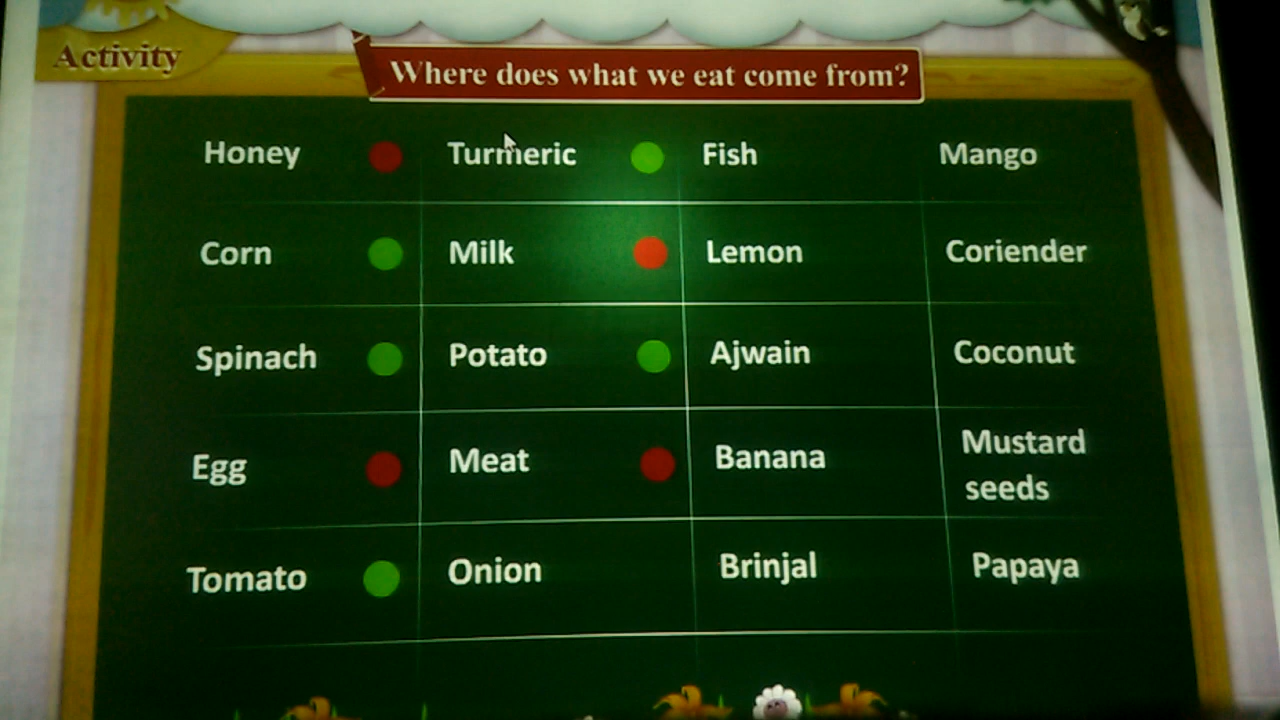 Activity
Where does what we eat come from?
Honey Turmeric Fish Mango
Corn Milk Lemon Coriender
Spinach Potato Ajwain Coconut
Egg Meat Banana Mustard
seeds
Tomato Onion Brinjal Papaya